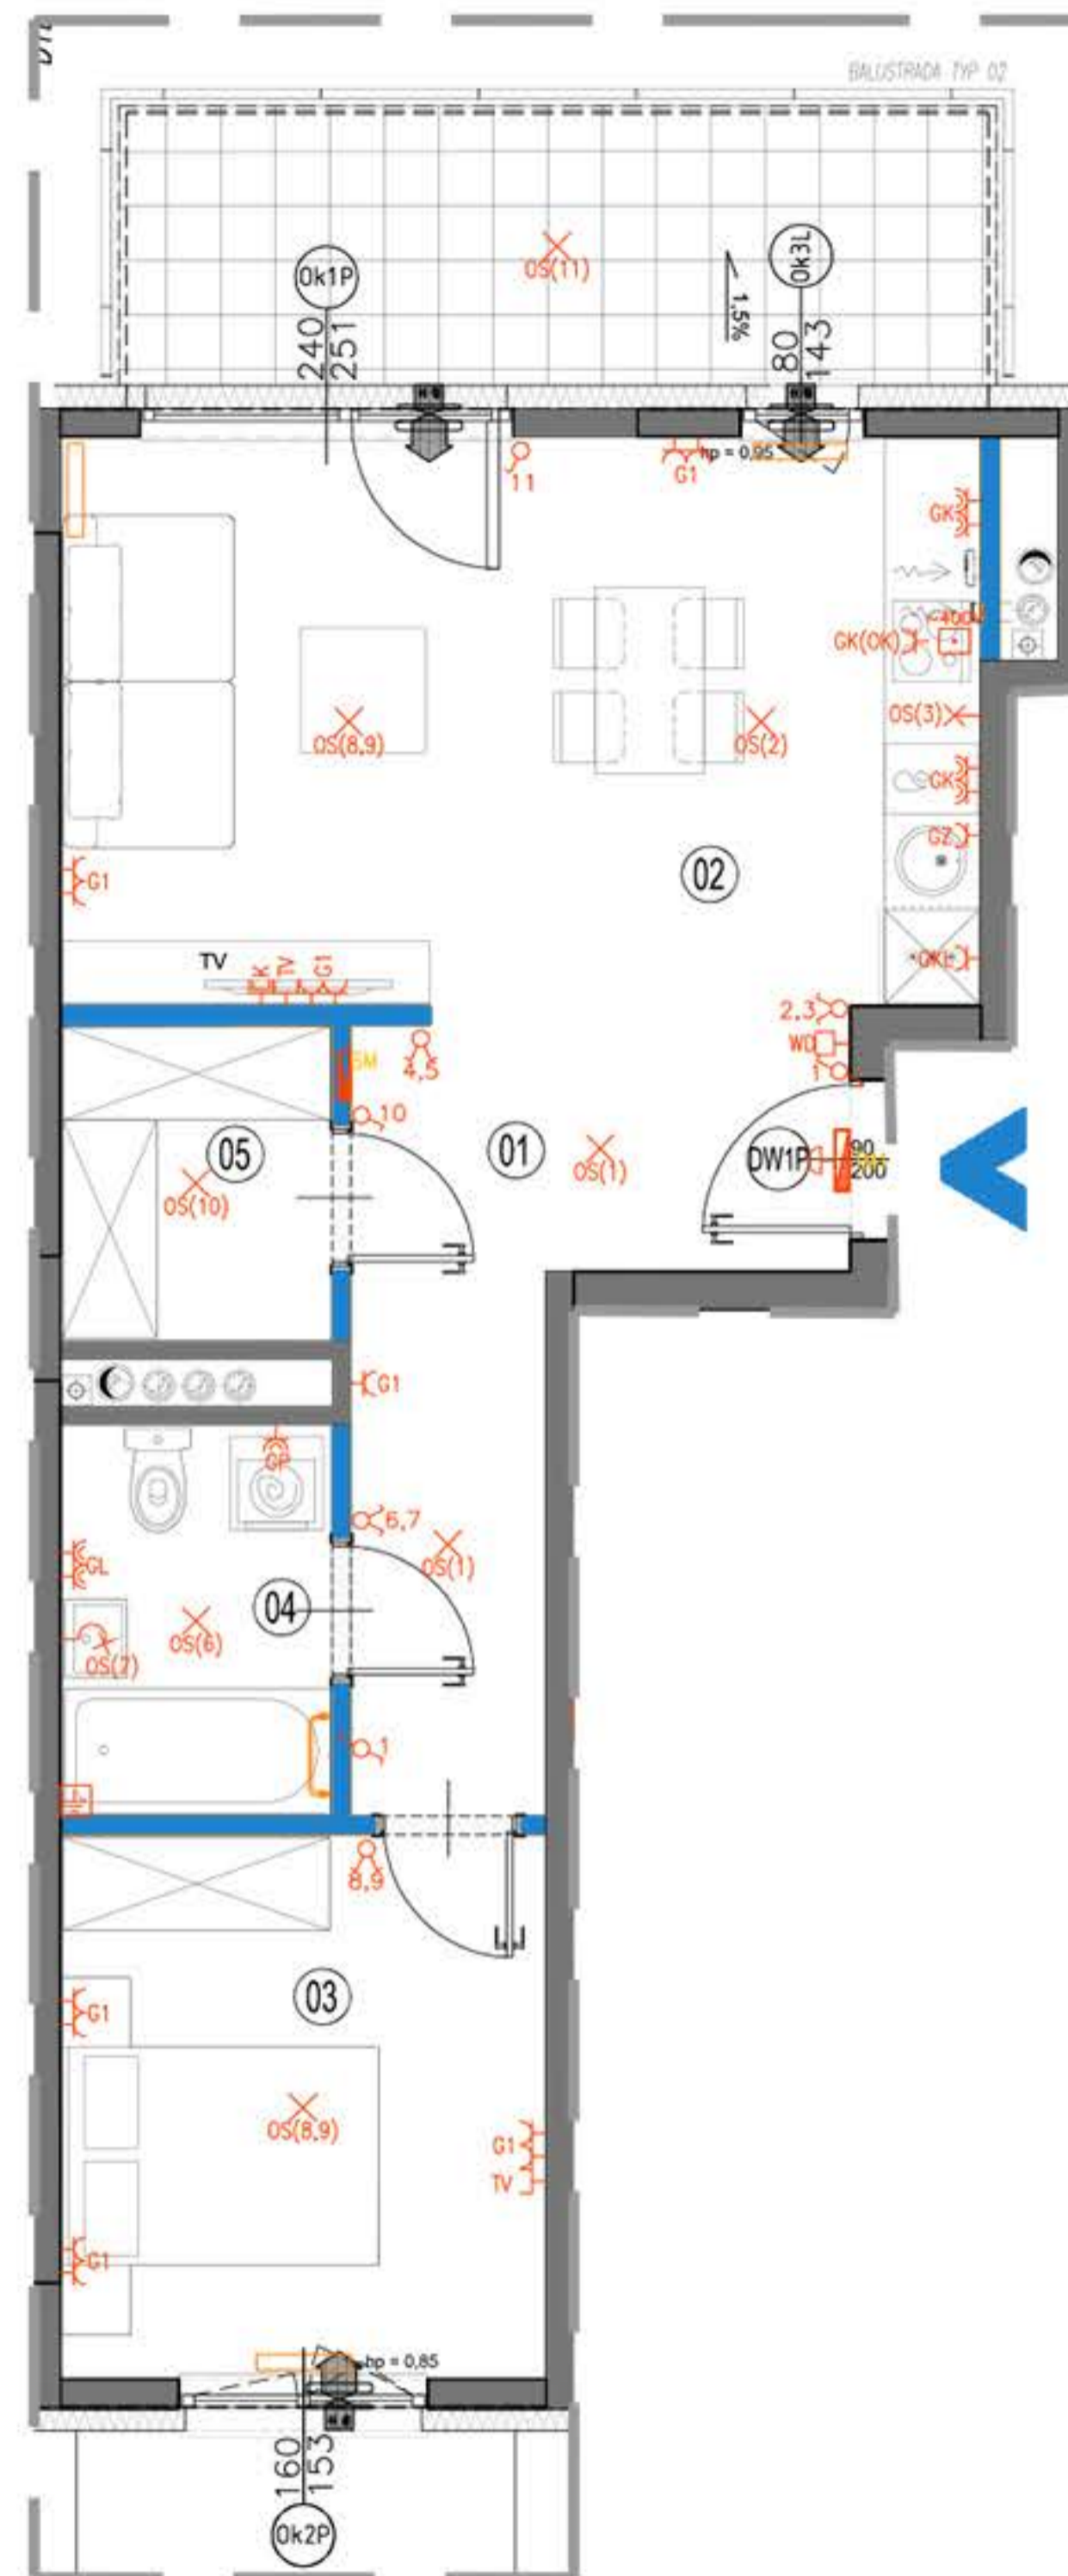 BALUSTRADA TYP 02
Ok1P
240
251
OS(11)
1,5%
Ok3L
80
143
11
G1
hp = 0,95
GK
~400V
GK(OK)
OS(3)
OS(8,9)
OS(2)
GK
GZ
02
G1
TV
K
TV
G1
GKL
2,3
WD
1
4,5
SM
10
05
01
OS(1)
DW1P
90
200
OS(10)
G1
GP
6,7
OS(1)
GL
04
OS(6)
OS(7)
1
8,9
03
G1
OS(8,9)
G1
TV
G1
hp = 0,85
160
153
Ok2P